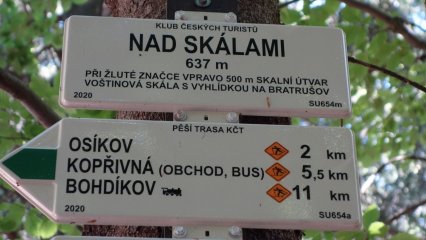 KLUB ČESKÝCH TURISTŮ
NAD SKÁLAMI
637 m
PŘI ŽLUTÉ ZNAČCE VPRAVO 500 m SKALNÍ ÚTVAR
VOŠTINOVÁ SKÁLA S VYHLÍDKOU NA BRATRUŠOV
2020 SU654m
PĚŠÍ TRASA KČT
OSÍKOV 2 km
KOPŘIVNÁ (OBCHOD, BUS) 5,5 km
BOHDÍKOV 11 km
2020 SU654a